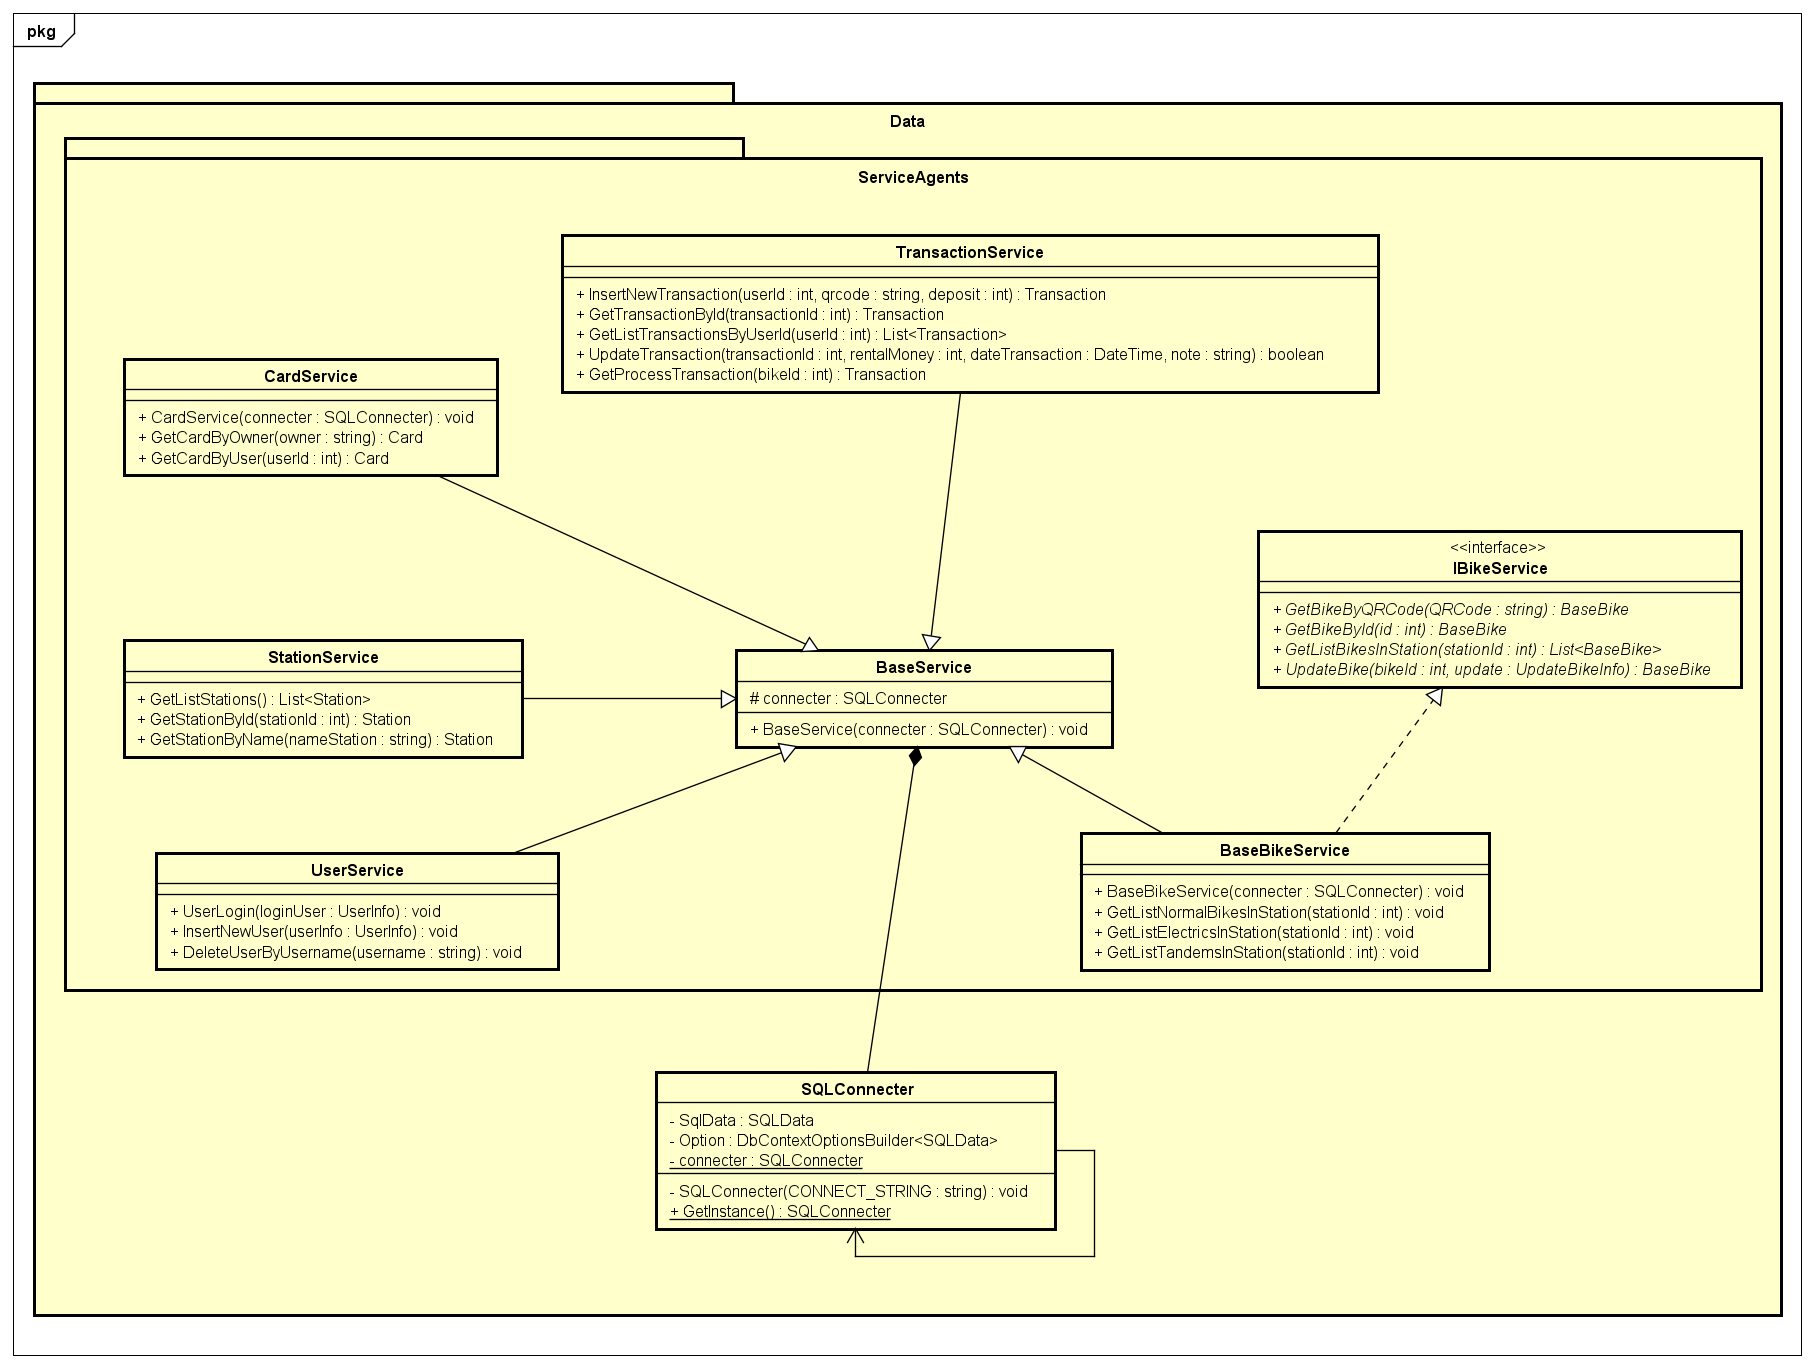 pkg
Data
ServiceAgents
TransactionService
+ InsertNewTransaction(userId : int, qrcode : string, deposit : int) : Transaction
+ GetTransactionById(transactionId : int) : Transaction
+ GetListTransactionsByUserId(userId : int) : List<Transaction>
+ UpdateTransaction(transactionId : int, rentalMoney : int, dateTransaction : DateTime, note : string) : boolean
+ GetProcessTransaction(bikeId : int) : Transaction
CardService
+ CardService(connecter : SQLConnecter) : void
+ GetCardByOwner(owner : string) : Card
+ GetCardByUser(userId : int) : Card
<<interface>>
IBikeService
+ GetBikeByQRCode(QRCode : string) : BaseBike
+ GetBikeById(id : int) : BaseBike
+ GetListBikesInStation(stationId : int) : List<BaseBike>
+ UpdateBike(bikeId : int, update : UpdateBikeInfo) : BaseBike
StationService
+ GetListStations() : List<Station>
+ GetStationById(stationId : int) : Station
+ GetStationByName(nameStation : string) : Station
BaseService
# connecter : SQLConnecter
+ BaseService(connecter : SQLConnecter) : void
UserService
+ UserLogin(loginUser : UserInfo) : void
+ InsertNewUser(userInfo : UserInfo) : void
+ DeleteUserByUsername(username : string) : void
BaseBikeService
+ BaseBikeService(connecter : SQLConnecter) : void
+ GetListNormalBikesInStation(stationId : int) : void
+ GetListElectricsInStation(stationId : int) : void
+ GetListTandemsInStation(stationId : int) : void
SQLConnecter
- SqlData : SQLData
- Option : DbContextOptionsBuilder<SQLData>
- connecter : SQLConnecter
- SQLConnecter(CONNECT_STRING : string) : void
+ GetInstance() : SQLConnecter